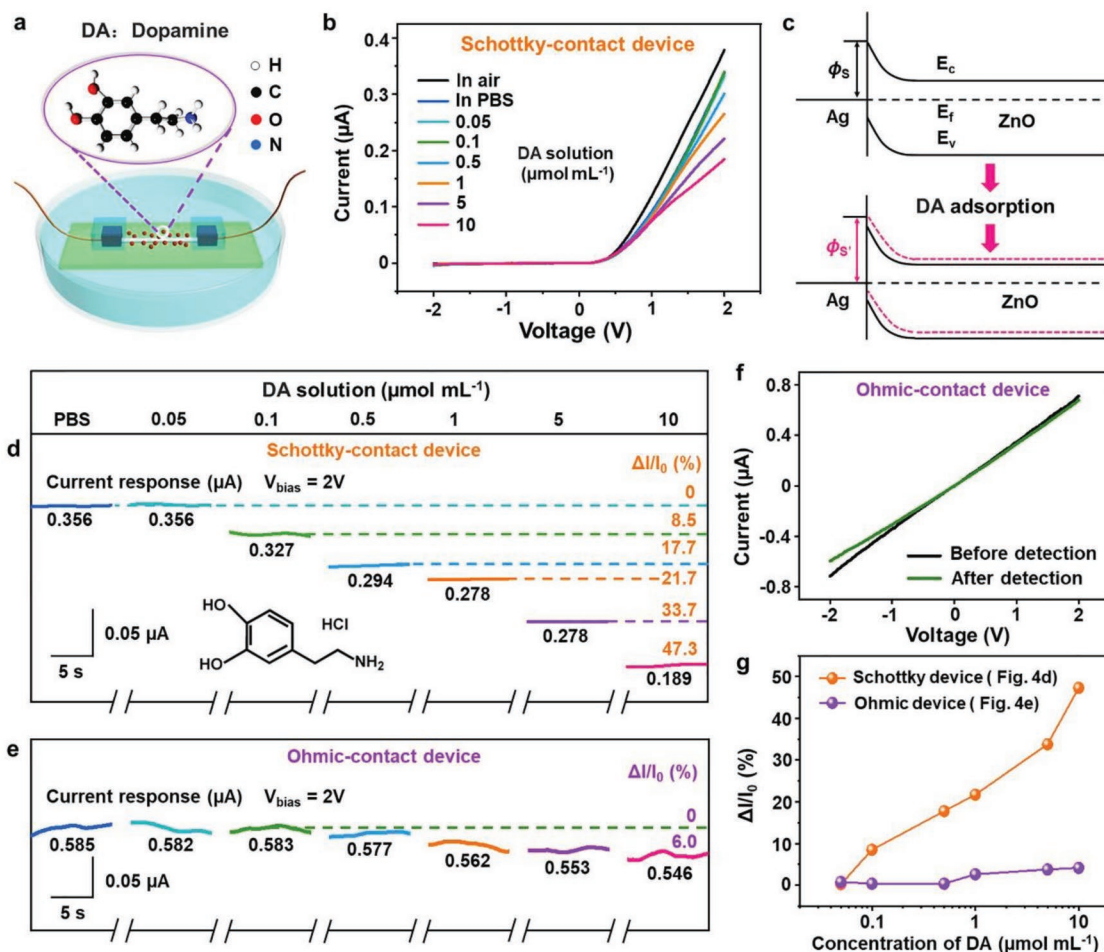 a
DA: Dopamine
H
C
O
N
b
Schottky-contact device
In air
In PBS
0.05
0.1
0.5
1
5
10
DA solution
(μmol mL⁻¹)
0.4
0.3
0.2
0.1
0
Current (μA)
-2 -1 0 1 2
Voltage (V)
c
ϕS
Ec
Ag
Ef
ZnO
Ev
DA adsorption
ϕS'
Ag
ZnO
DA solution (μmol mL⁻¹)
PBS 0.05 0.1 0.5 1 5 10
d
Schottky-contact device
Current response (μA) Vbias = 2V
ΔI/I0 (%)
0
0.356 0.356
8.5
0.327
17.7
0.294
21.7
0.278
33.7
0.278
47.3
0.189
0.05 μA
5 s
HO
HO
HCl
NH2
e
Ohmic-contact device
Current response (μA) Vbias = 2V
ΔI/I0 (%)
0
6.0
0.585 0.582 0.583 0.577 0.562 0.553 0.546
0.05 μA
5 s
f
Ohmic-contact device
0.8
0.4
0.0
-0.4
-0.8
Current (μA)
Before detection
After detection
-2 -1 0 1 2
Voltage (V)
g
Schottky device ( Fig. 4d)
Ohmic device ( Fig. 4e)
50
40
30
20
10
0
ΔI/I0 (%)
0.1 1 10
Concentration of DA (μmol mL⁻¹)